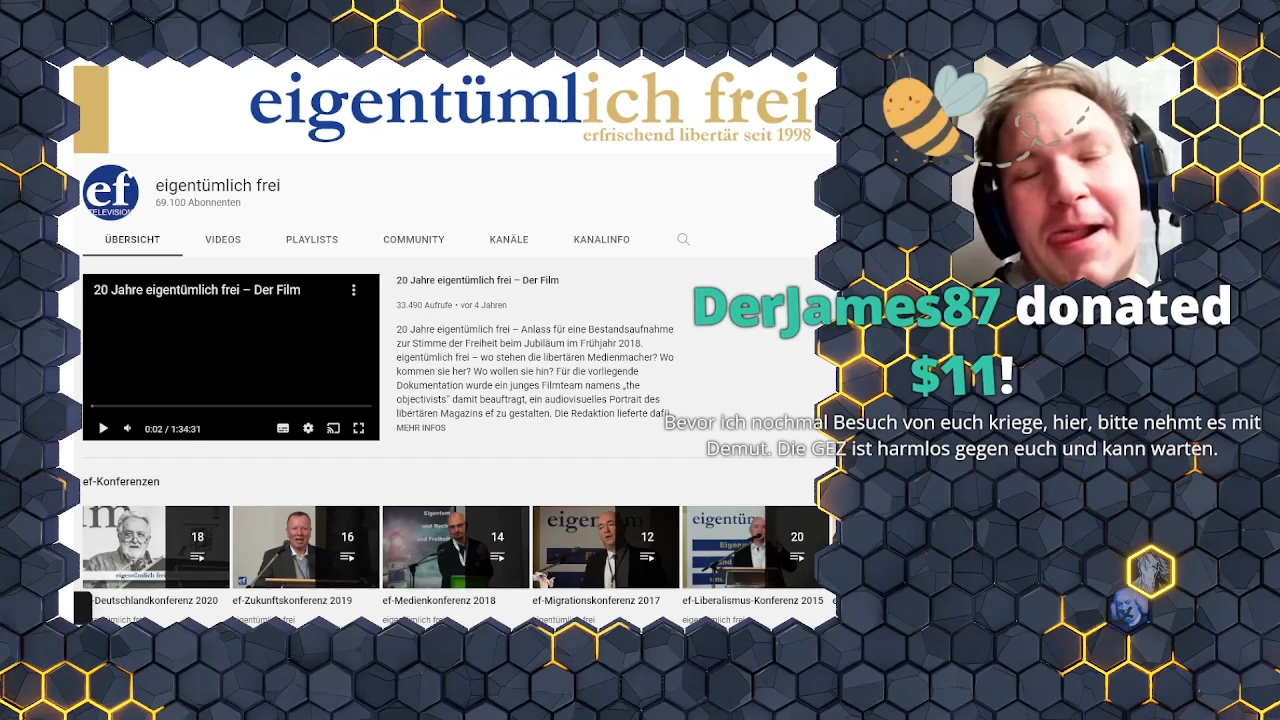 eigentümlich frei
erfrischend libertär seit 1998
ef
TELEVISION
eigentümlich frei
69.100 Abonnenten
ÜBERSICHT VIDEOS PLAYLISTS COMMUNITY KANÄLE KANALINFO
20 Jahre eigentümlich frei – Der Film
0:02 / 1:34:31
20 Jahre eigentümlich frei – Der Film
33.490 Aufrufe • vor 4 Jahren
20 Jahre eigentümlich frei – Anlass für eine Bestandsaufnahme
zur Stimme der Freiheit beim Jubiläum im Frühjahr 2018.
eigentümlich frei – wo stehen die libertären Medienmacher? Wo
kommen sie her? Wo wollen sie hin? Für die vorliegende
Dokumentation wurde ein junges Filmteam namens „the
objectivists“ damit beauftragt, ein audiovisuelles Portrait des
libertären Magazins ef zu gestalten. Die Redaktion lieferte
MEHR INFOS
DerJames87 donated
$11!
Bevor ich nochmal Besuch von euch kriege, hier, bitte nehmt es mit
Demut. Die GEZ ist harmlos gegen euch und kann warten.
ef-Konferenzen
18 16 14 12 20
-Deutschlandkonferenz 2020 ef-Zukunftskonferenz 2019 ef-Medienkonferenz 2018 ef-Migrationskonferenz 2017 ef-Liberalismus-Konferenz 2015